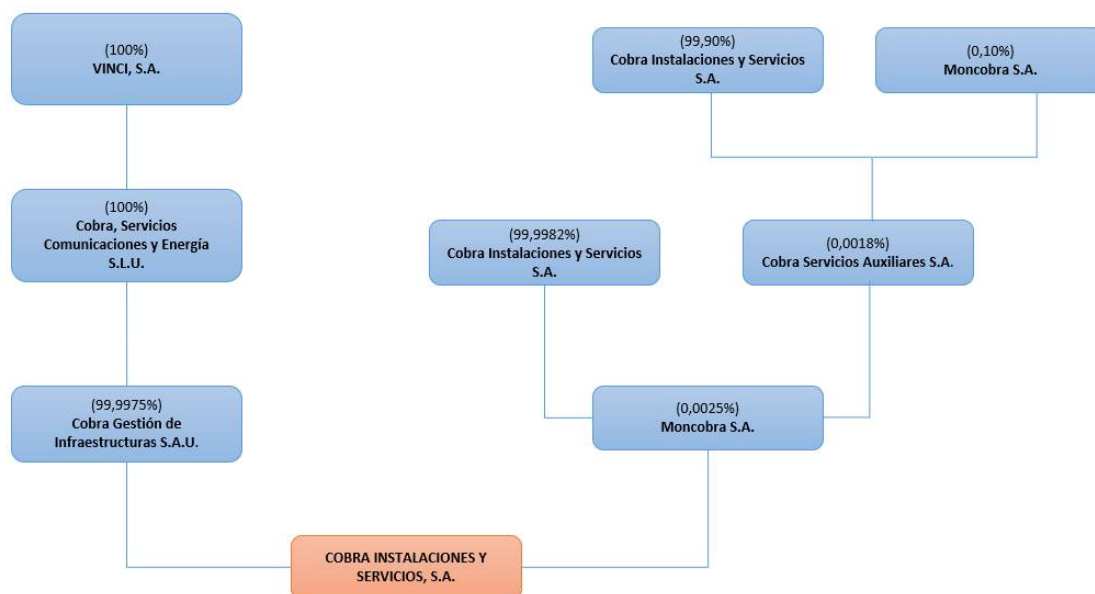 (100%)
VINCI, S.A.
(99,90%)
Cobra Instalaciones y Servicios
S.A.
(0,10%)
Moncobra S.A.
(100%)
Cobra, Servicios
Comunicaciones y Energía
S.L.U.
(99,9982%)
Cobra Instalaciones y Servicios
S.A.
(0,0018%)
Cobra Servicios Auxiliares S.A.
(99,9975%)
Cobra Gestión de
Infraestructuras S.A.U.
(0,0025%)
Moncobra S.A.
COBRA INSTALACIONES Y
SERVICIOS, S.A.